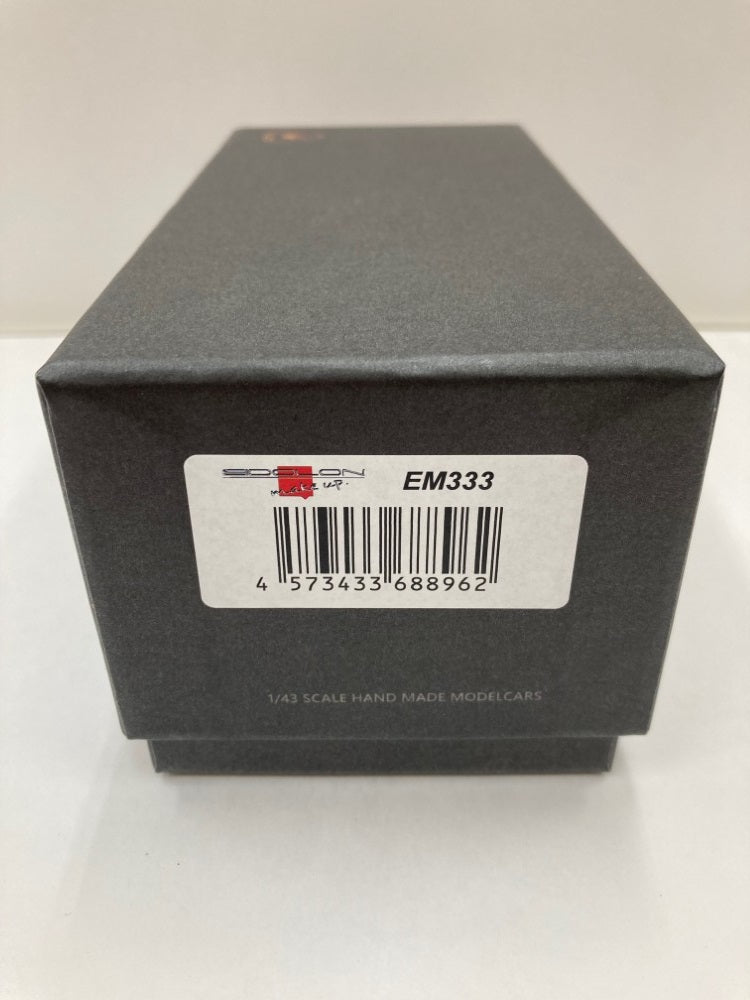 EIDOLON
make up.
EM333
4 573433 688962
1/43 SCALE HAND MADE MODELCARS